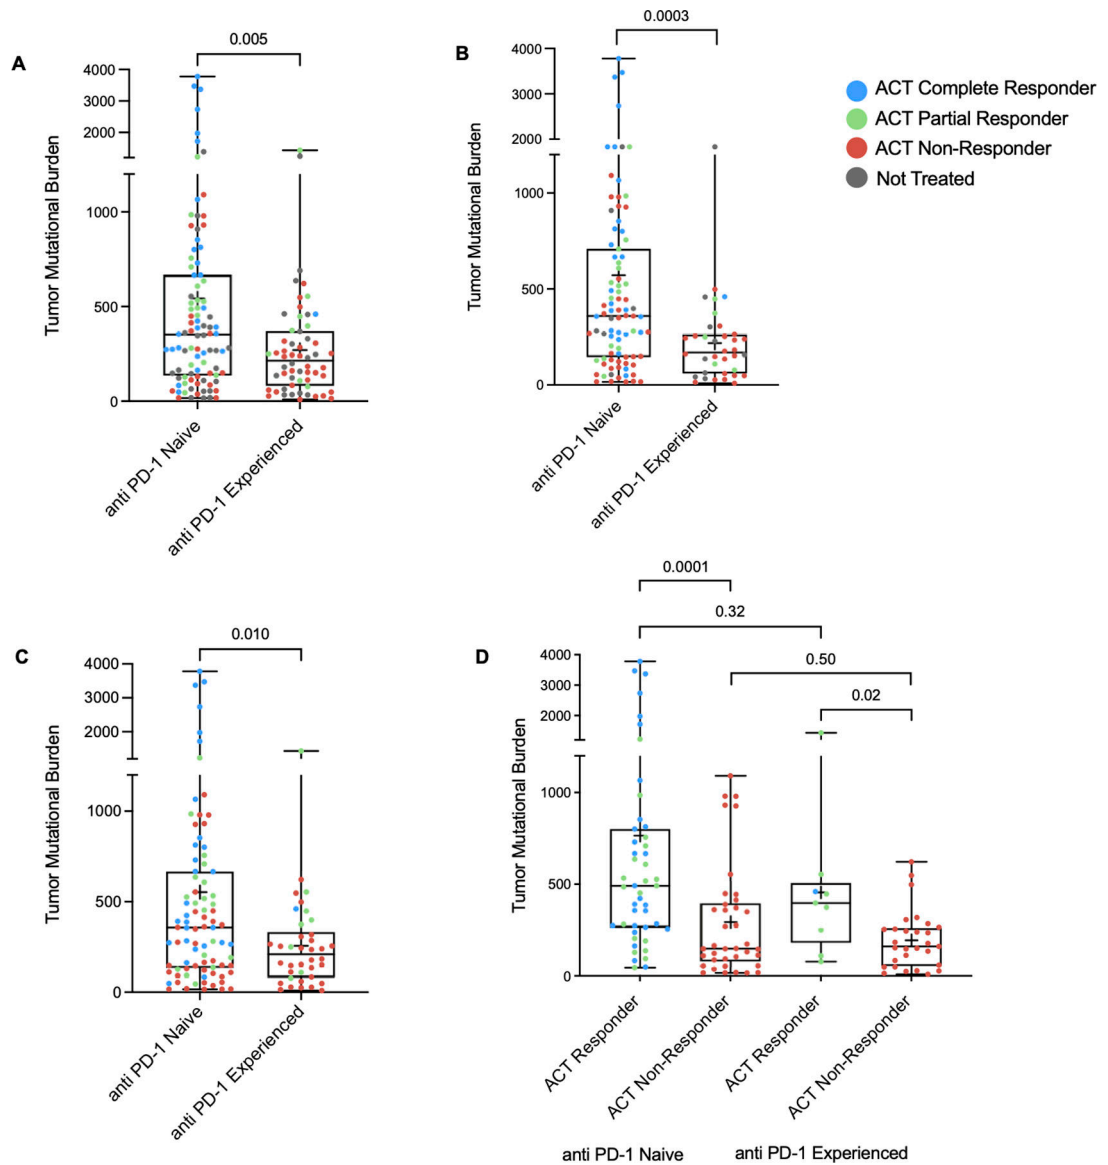 A
0.005
4000
3000
2000
1000
500
0
Tumor Mutational Burden
anti PD-1 Naive
anti PD-1 Experienced
B
0.0003
4000
3000
2000
1000
500
0
Tumor Mutational Burden
anti PD-1 Naive
anti PD-1 Experienced
ACT Complete Responder
ACT Partial Responder
ACT Non-Responder
Not Treated
C
0.010
4000
3000
2000
1000
500
0
Tumor Mutational Burden
anti PD-1 Naive
anti PD-1 Experienced
D
0.0001
0.32
0.50
0.02
4000
3000
2000
1000
500
0
Tumor Mutational Burden
ACT Responder
ACT Non-Responder
ACT Responder
ACT Non-Responder
anti PD-1 Naive
anti PD-1 Experienced